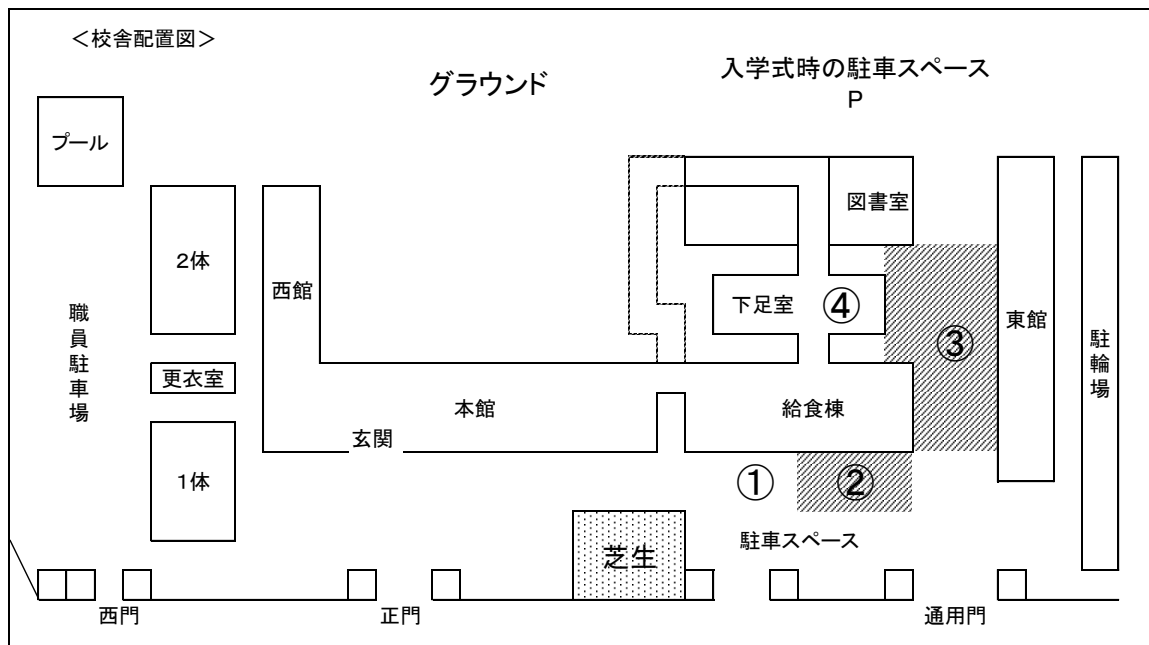 ＜校舎配置図＞
グラウンド
入学式時の駐車スペース
P
プール
図書室
2体
西館
下足室
④
③
東館
駐輪場
職員駐車場
更衣室
本館
給食棟
玄関
1体
①
②
駐車スペース
芝生
西門
正門
通用門